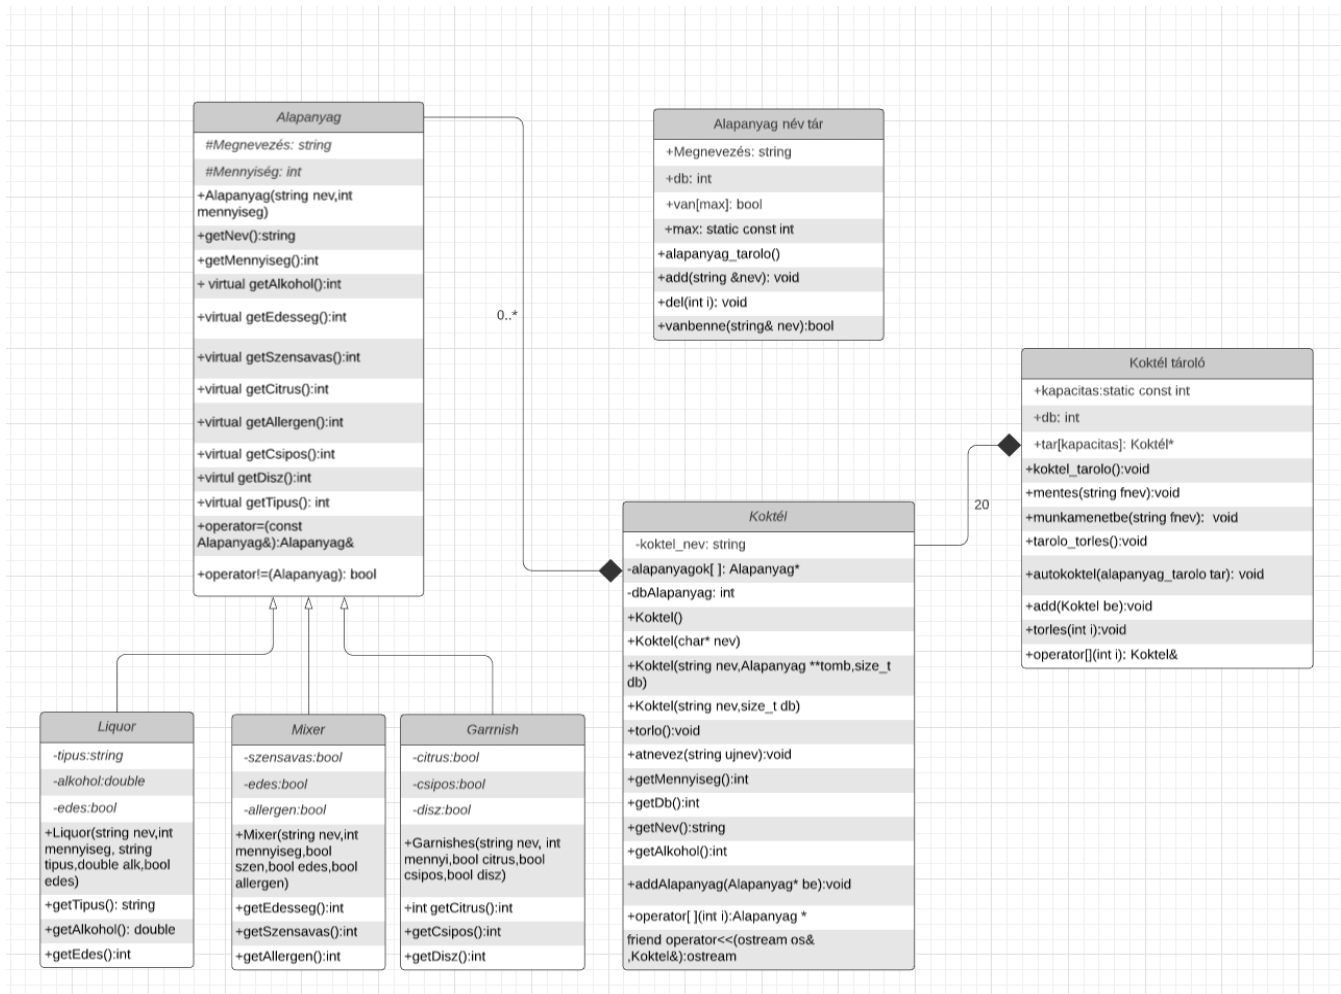 Alapanyag
#Megnevezés: string
#Mennyiség: int
+Alapanyag(string nev,int
mennyiseg)
+getNev():string
+getMennyiseg():int
+ virtual getAlkohol():int
+virtual getEdesseg():int
+virtual getSzensavas():int
+virtual getCitrus():int
+virtual getAllergen():int
+virtual getCsipos():int
+virtul getDisz():int
+virtual getTipus(): int
+operator=(const
Alapanyag&):Alapanyag&
+operator!=(Alapanyag): bool
0..*
Alapanyag név tár
+Megnevezés: string
+db: int
+van[max]: bool
+max: static const int
+alapanyag_tarolo()
+add(string &nev): void
+del(int i): void
+vanbenne(string& nev):bool
Koktél tároló
+kapacitas:static const int
+db: int
+tar[kapacitas]: Koktél*
+koktel_tarolo():void
+mentes(string fnev):void
+munkamenetbe(string fnev): void
+tarolo_torles():void
+autokoktel(alapanyag_tarolo tar): void
+add(Koktel be):void
+torles(int i):void
+operator[](int i): Koktel&
20
Koktél
-koktel_nev: string
-alapanyagok[ ]: Alapanyag*
-dbAlapanyag: int
+Koktel()
+Koktel(char* nev)
+Koktel(string nev,Alapanyag **tomb,size_t
db)
+Koktel(string nev,size_t db)
+torlo():void
+atnevez(string ujnev):void
+getMennyiseg():int
+getDb():int
+getNev():string
+getAlkohol():int
+addAlapanyag(Alapanyag* be):void
+operator[ ](int i):Alapanyag *
friend operator<<(ostream os&
,Koktel&):ostream
Liquor
-tipus:string
-alkohol:double
-edes:bool
+Liquor(string nev,int
mennyiseg, string
tipus,double alk,bool
edes)
+getTipus(): string
+getAlkohol(): double
+getEdes():int
Mixer
-szensavas:bool
-edes:bool
-allergen:bool
+Mixer(string nev,int
mennyiseg,bool
szen,bool edes,bool
allergen)
+getEdesseg():int
+getSzensavas():int
+getAllergen():int
Garrnish
-citrus:bool
-csipos:bool
-disz:bool
+Garnishes(string nev, int
mennyi,bool citrus,bool
csipos,bool disz)
+int getCitrus():int
+getCsipos():int
+getDisz():int